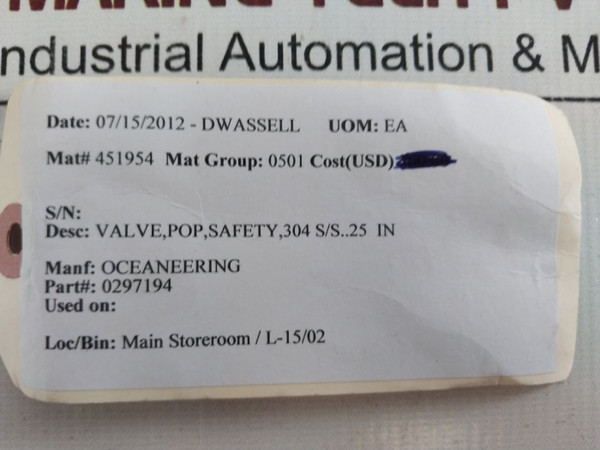 ndustrial Automation & M
Date: 07/15/2012 - DWASSELL UOM: EA
Mat# 451954 Mat Group: 0501 Cost(USD)
S/N:
Desc: VALVE,POP,SAFETY,304 S/S..25 IN
Manf: OCEANEERING
Part#: 0297194
Used on:
Loc/Bin: Main Storeroom / L-15/02